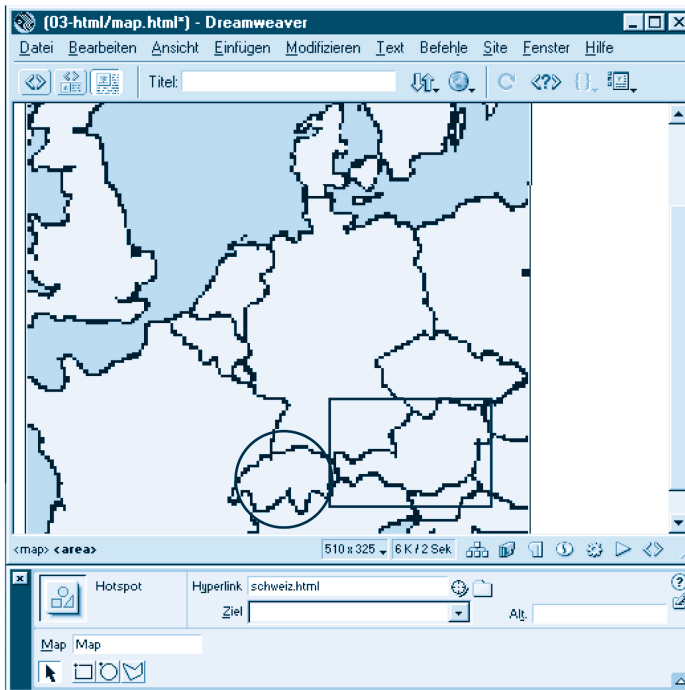 (03-html/map.html*) - Dreamweaver
Datei Bearbeiten Ansicht Einfügen Modifizieren Text Befehle Site Fenster Hilfe
Titel:
<map> <area> 510 x 325 6 K / 2 Sek
Hotspot Hyperlink schweiz.html
Ziel Alt.
Map Map